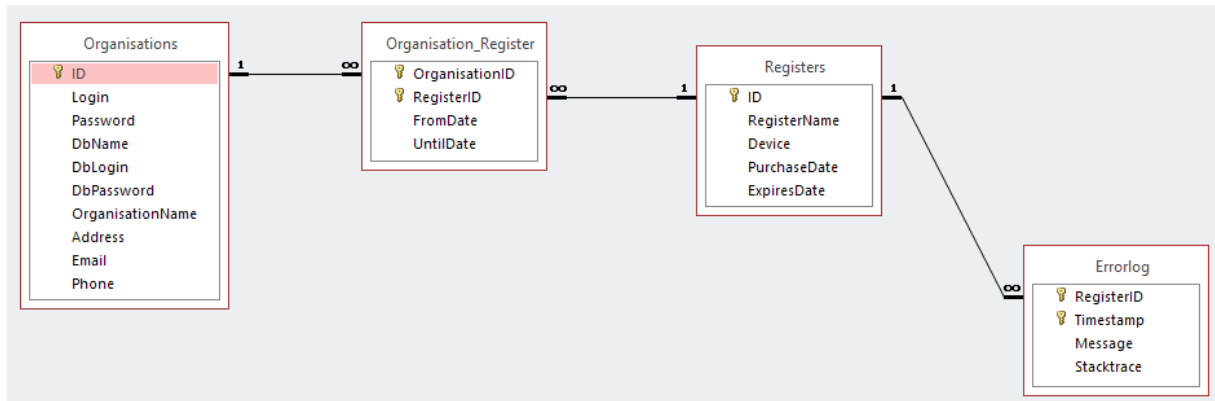 Organisations
ID
Login
Password
DbName
DbLogin
DbPassword
OrganisationName
Address
Email
Phone
1
∞
Organisation_Register
OrganisationID
RegisterID
FromDate
UntilDate
∞
1
Registers
ID
RegisterName
Device
PurchaseDate
ExpiresDate
1
∞
Errorlog
RegisterID
Timestamp
Message
Stacktrace